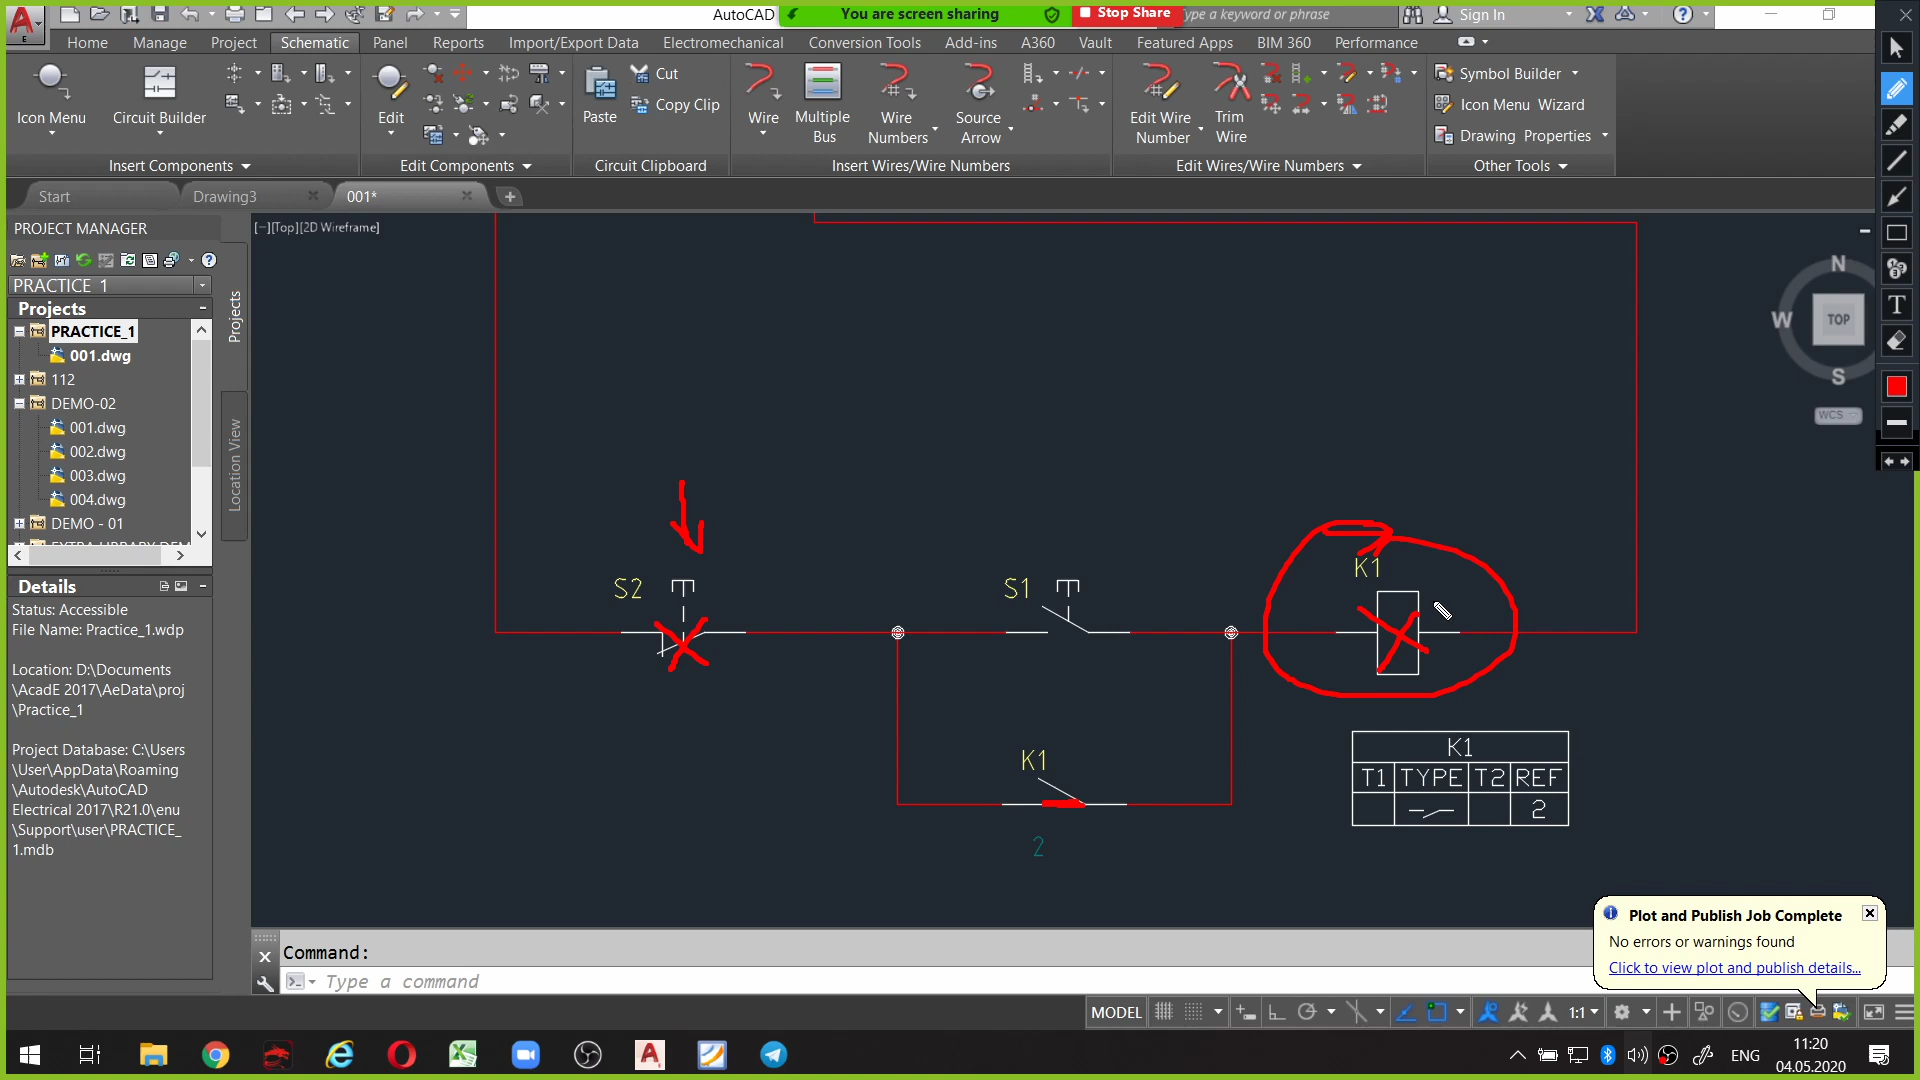 AutoCAD
You are screen sharing
Stop Share
ype a keyword or phrase
Sign In
Home
Manage
Project
Schematic
Panel
Reports
Import/Export Data
Electromechanical
Conversion Tools
Add-ins
A360
Vault
Featured Apps
BIM 360
Performance
Icon Menu
Circuit Builder
Edit
Paste
Cut
Copy Clip
Wire
Multiple
Bus
Wire
Numbers
Source
Arrow
Edit Wire
Number
Trim
Wire
Symbol Builder
Icon Menu Wizard
Drawing Properties
Insert Components
Edit Components
Circuit Clipboard
Insert Wires/Wire Numbers
Edit Wires/Wire Numbers
Other Tools
Start
Drawing3
001*
PROJECT MANAGER
PRACTICE_1
Projects
PRACTICE_1
001.dwg
112
DEMO-02
001.dwg
002.dwg
003.dwg
004.dwg
DEMO - 01
Projects
Location View
Details
Status: Accessible
File Name: Practice_1.wdp
Location: D:\Documents
\AcadE 2017\AeData\proj
\Practice_1
Project Database: C:\Users
\User\AppData\Roaming
\Autodesk\AutoCAD
Electrical 2017\R21.0\enu
\Support\user\PRACTICE_
1.mdb
[−][Top][2D Wireframe]
N
W
TOP
S
WCS
S2
S1
K1
K1
2
K1
T1 TYPE T2 REF
2
Command:
Type a command
Plot and Publish Job Complete
No errors or warnings found
Click to view plot and publish details...
MODEL
1:1
ENG
11:20
04.05.2020